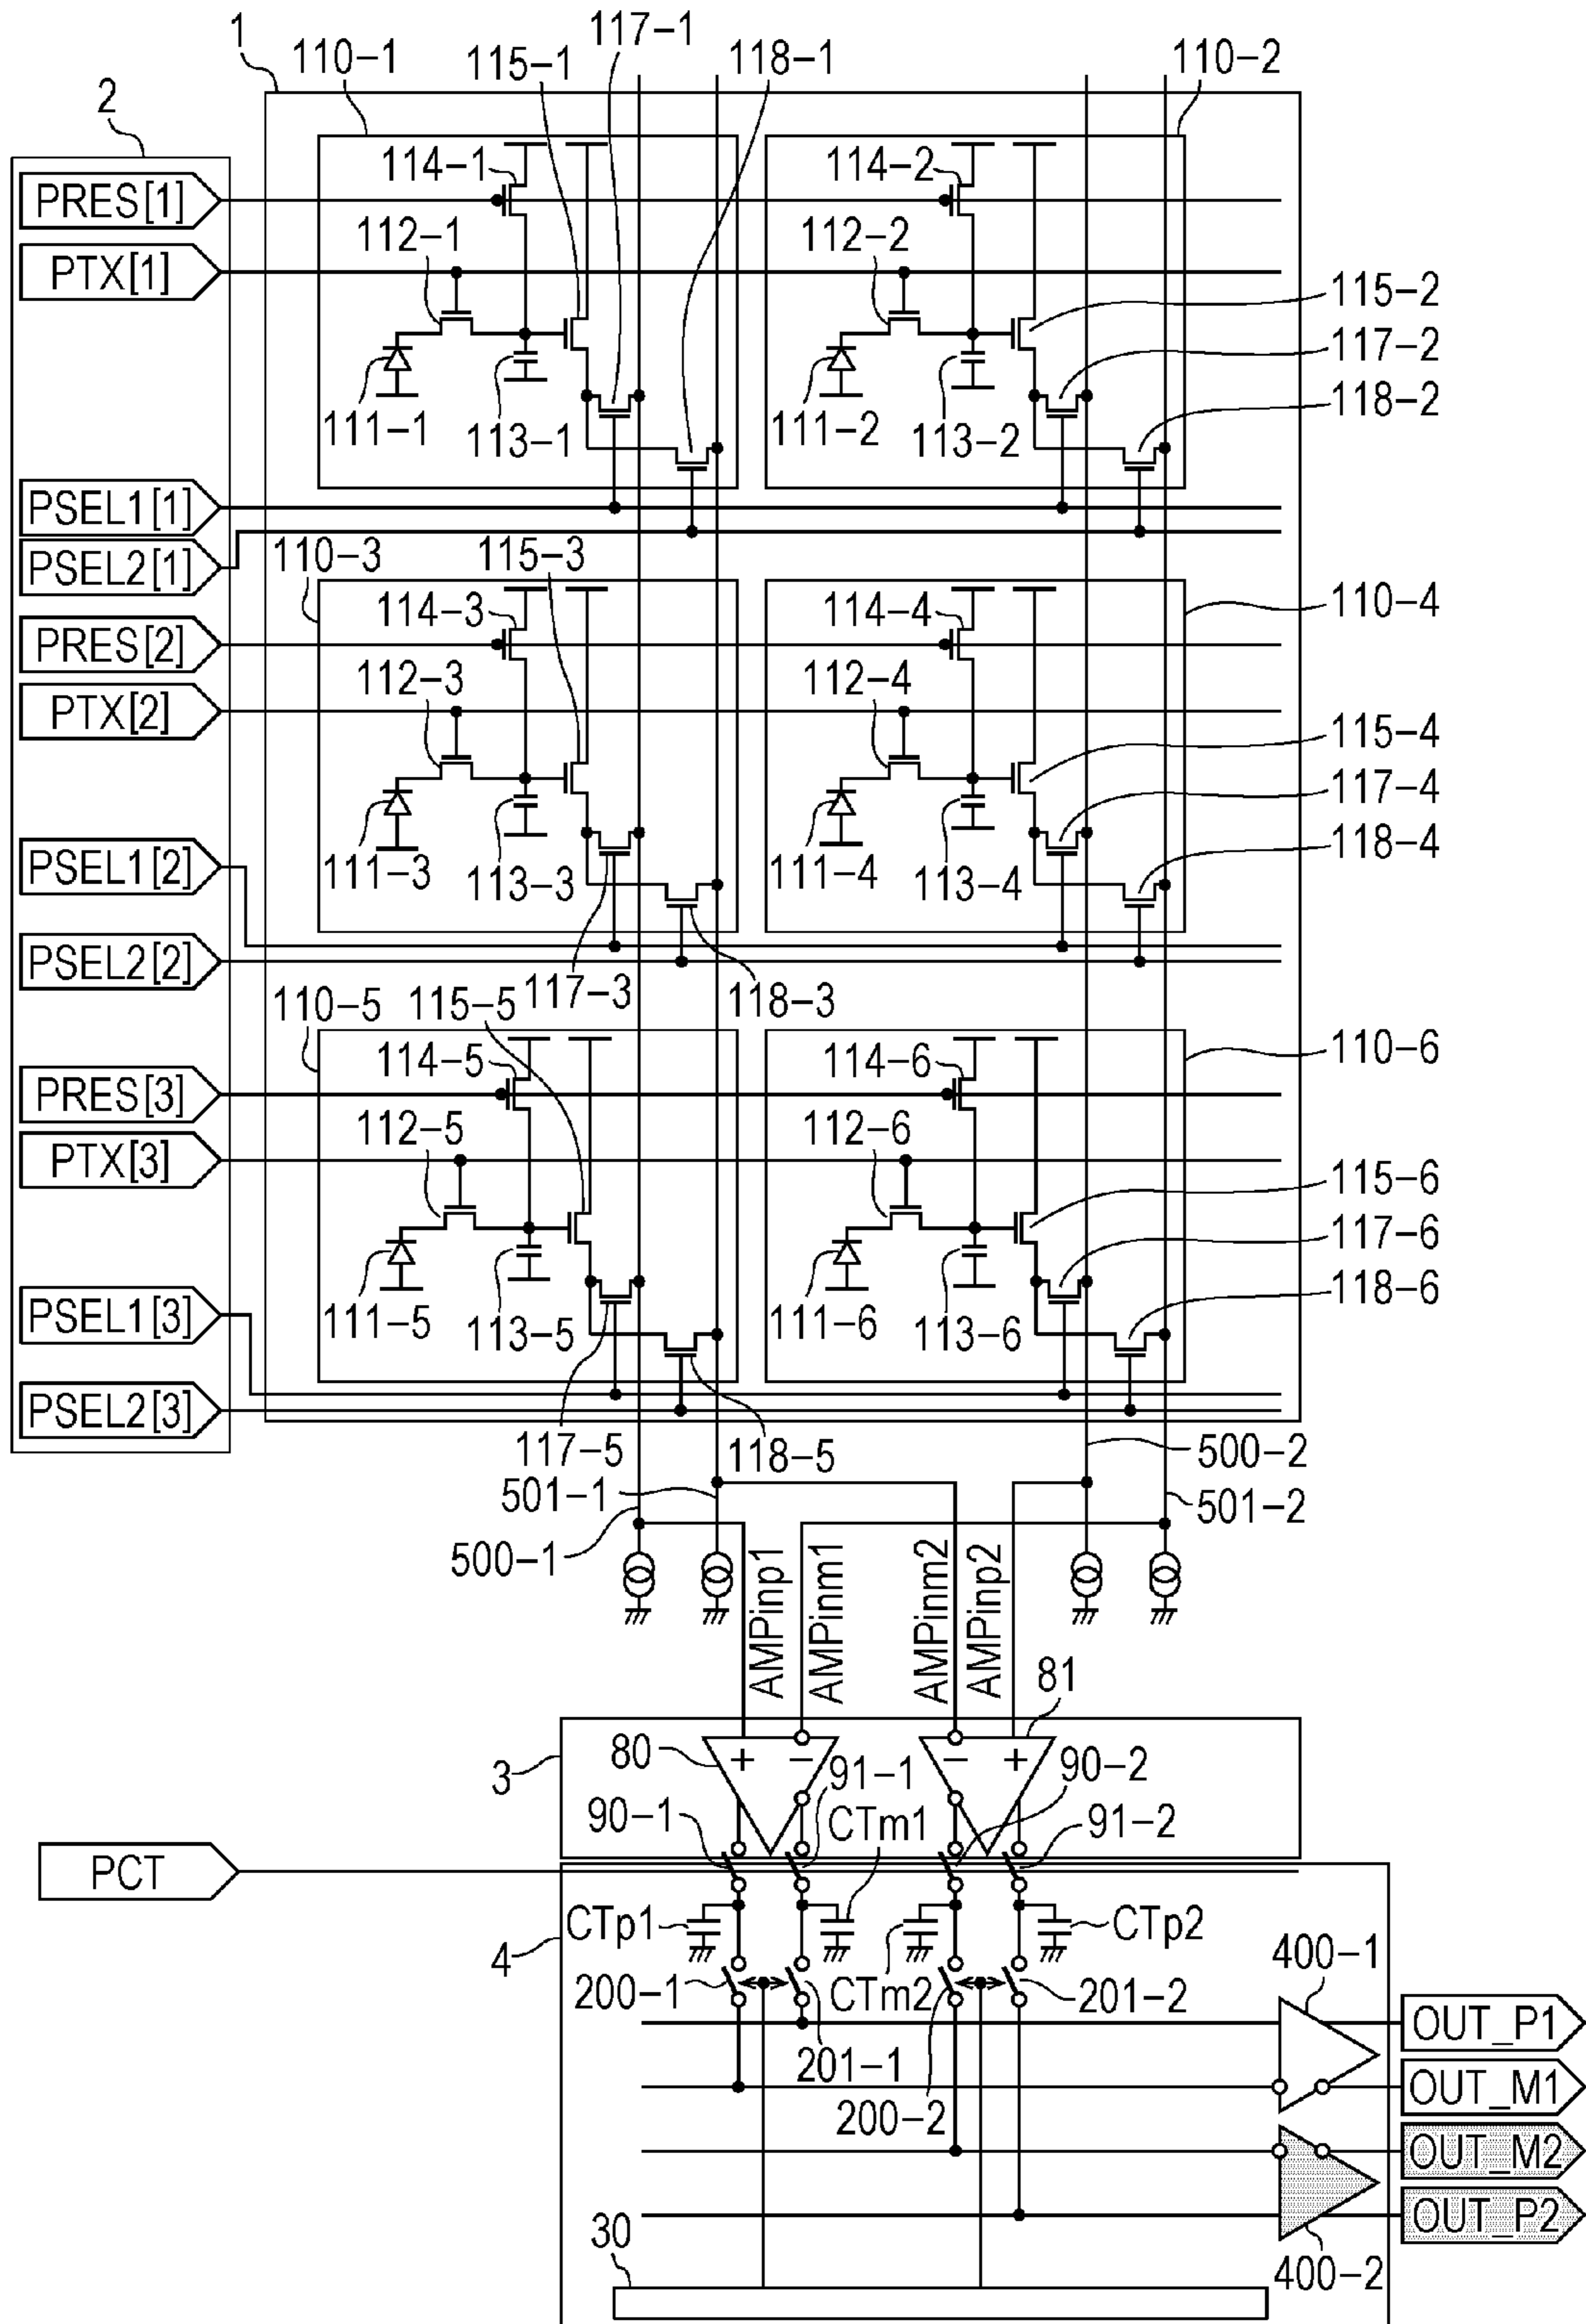 1
110-1
117-1
115-1
118-1
110-2
2
PRES[1]
114-1
114-2
112-1
112-2
PTX[1]
115-2
117-2
118-2
111-1
113-1
111-2
113-2
PSEL1[1]
PSEL2[1]
110-3
115-3
114-3
114-4
110-4
PRES[2]
112-3
112-4
PTX[2]
115-4
117-4
118-4
111-3
113-3
111-4
113-4
PSEL1[2]
PSEL2[2]
117-3
118-3
110-5
115-5
114-5
114-6
110-6
PRES[3]
112-5
112-6
PTX[3]
115-6
117-6
118-6
111-5
113-5
111-6
113-6
PSEL1[3]
PSEL2[3]
117-5
118-5
500-2
501-1
501-2
500-1
AMPinp1
AMPinm1
AMPinm2
AMPinp2
81
80
+
−
−
+
3
91-1
90-2
90-1
CTm1
91-2
PCT
CTp1
CTp2
4
200-1
CTm2
201-2
400-1
OUT_P1
201-1
OUT_M1
200-2
OUT_M2
OUT_P2
30
400-2